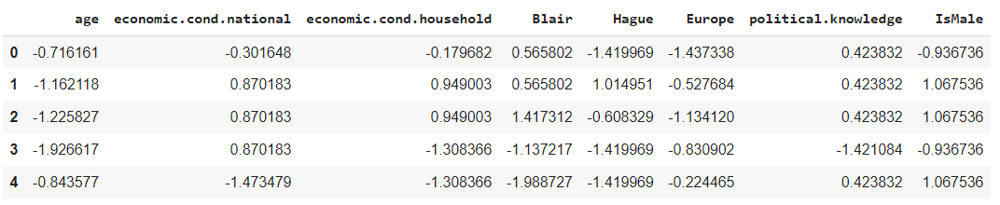 age economic.cond.national economic.cond.household Blair Hague Europe political.knowledge IsMale
0 -0.716161 -0.301648 -0.179682 0.565802 -1.419969 -1.437338 0.423832 -0.936736
1 -1.162118 0.870183 0.949003 0.565802 1.014951 -0.527684 0.423832 1.067536
2 -1.225827 0.870183 0.949003 1.417312 -0.608329 -1.134120 0.423832 1.067536
3 -1.926617 0.870183 -1.308366 -1.137217 -1.419969 -0.830902 -1.421084 -0.936736
4 -0.843577 -1.473479 -1.308366 -1.988727 -1.419969 -0.224465 0.423832 1.067536